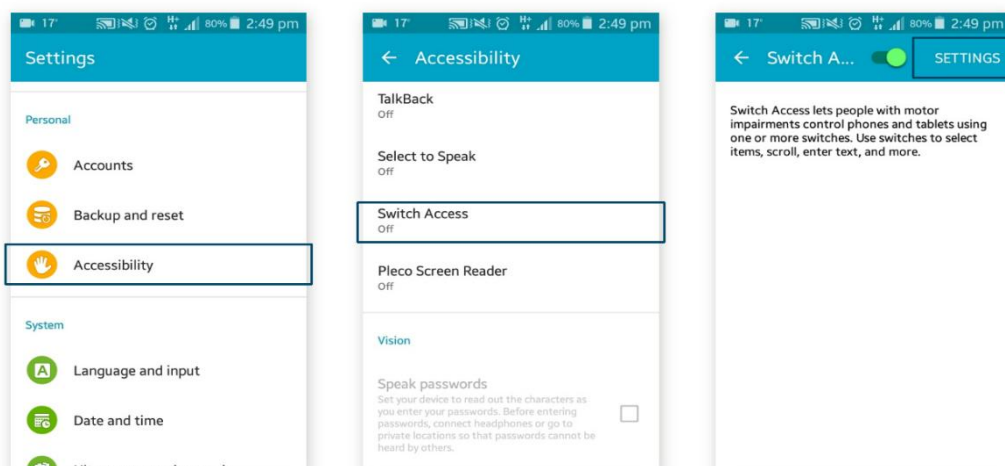 17° H+ 80% 2:49 pm
Settings
Personal
Accounts
Backup and reset
Accessibility
System
Language and input
Date and time
17° H+ 80% 2:49 pm
Accessibility
TalkBack
Off
Select to Speak
Off
Switch Access
Off
Pleco Screen Reader
Off
Vision
Speak passwords
Set your device to read out the characters as
you enter your passwords. Before entering
passwords, connect headphones or go to
private locations so that passwords cannot be
heard by others.
17° H+ 80% 2:49 pm
Switch A... SETTINGS
Switch Access lets people with motor
impairments control phones and tablets using
one or more switches. Use switches to select
items, scroll, enter text, and more.